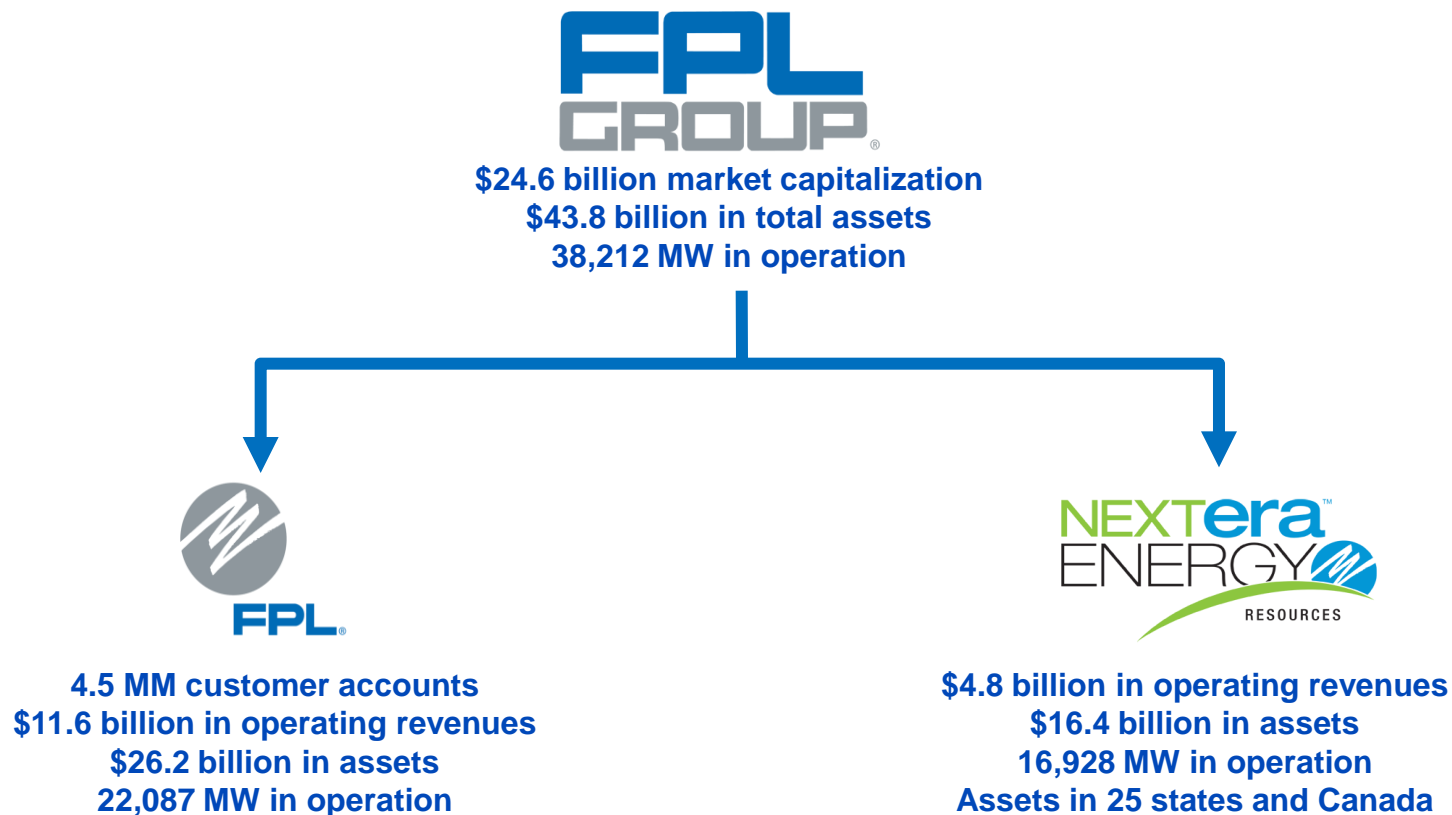 FPL
GROUP®
$24.6 billion market capitalization
$43.8 billion in total assets
38,212 MW in operation
FPL®
4.5 MM customer accounts
$11.6 billion in operating revenues
$26.2 billion in assets
22,087 MW in operation
NEXTera™
ENERGY
RESOURCES
$4.8 billion in operating revenues
$16.4 billion in assets
16,928 MW in operation
Assets in 25 states and Canada